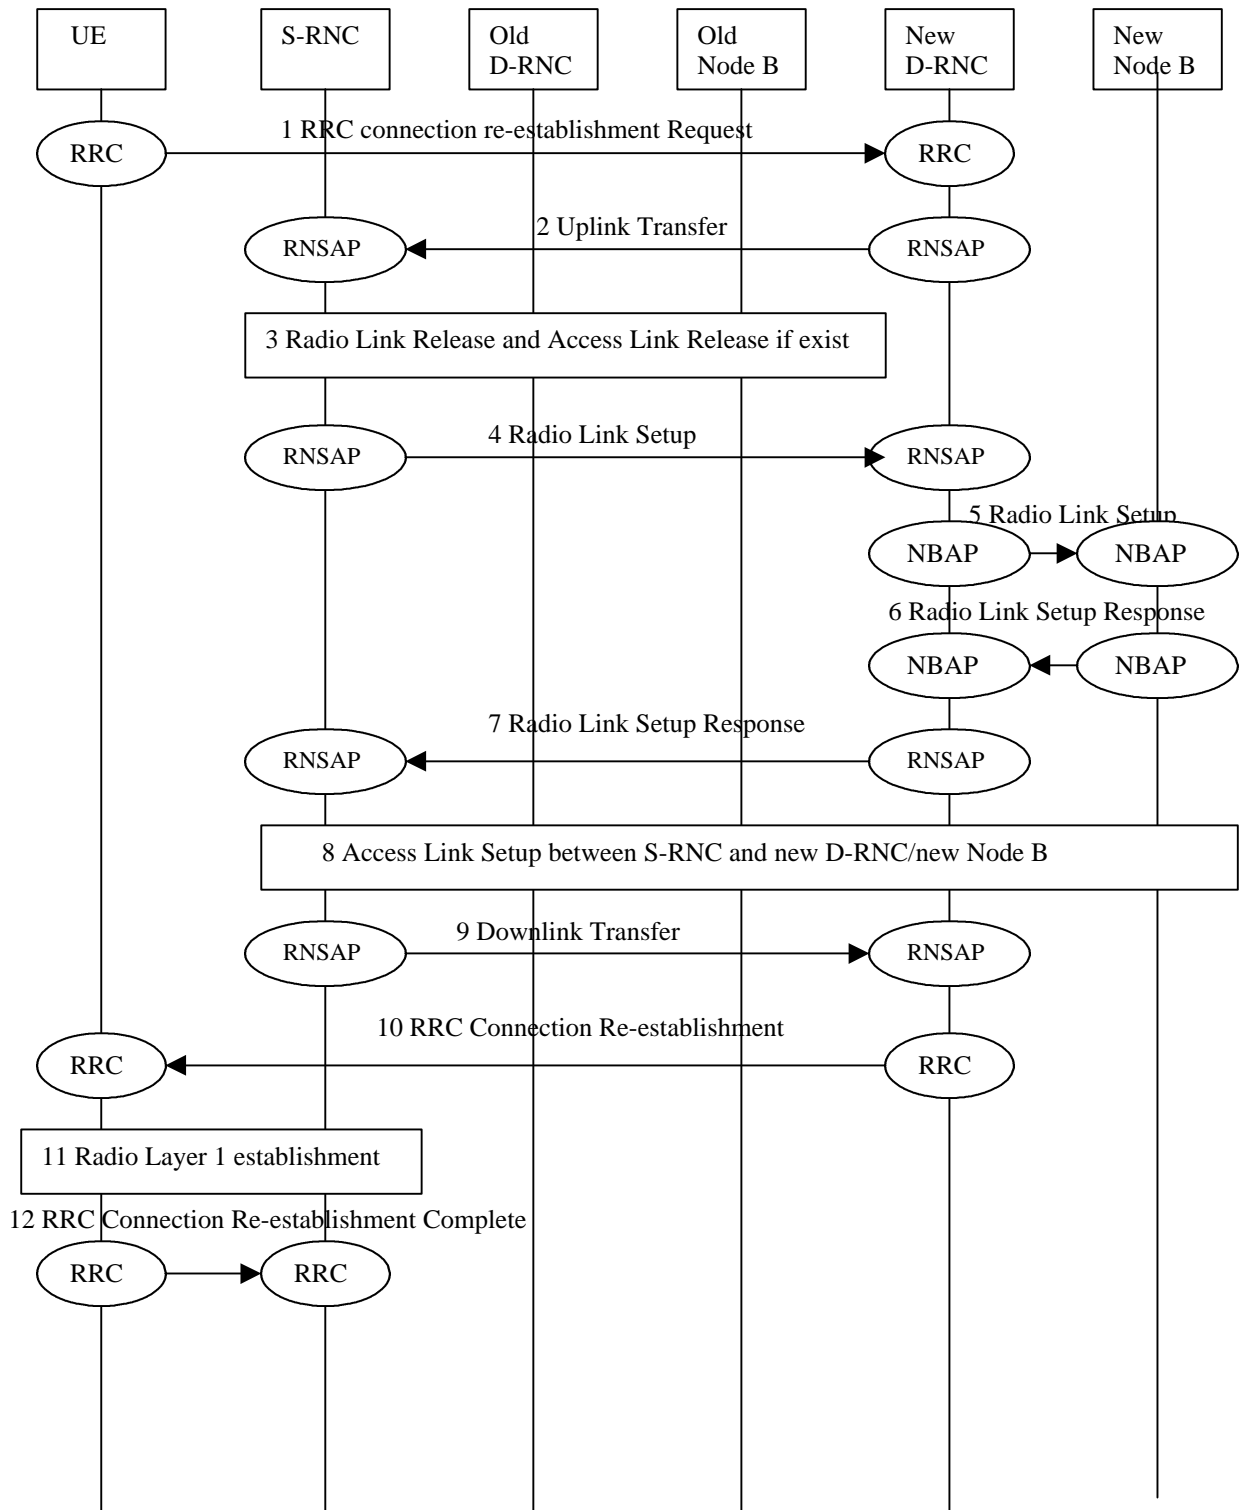 UE
S-RNC
Old
D-RNC
Old
Node B
New
D-RNC
New
Node B
1 RRC connection re-establishment Request
RRC
RRC
2 Uplink Transfer
RNSAP
RNSAP
3 Radio Link Release and Access Link Release if exist
4 Radio Link Setup
RNSAP
RNSAP
5 Radio Link Setup
NBAP
NBAP
6 Radio Link Setup Response
NBAP
NBAP
7 Radio Link Setup Response
RNSAP
RNSAP
8 Access Link Setup between S-RNC and new D-RNC/new Node B
9 Downlink Transfer
RNSAP
RNSAP
10 RRC Connection Re-establishment
RRC
RRC
11 Radio Layer 1 establishment
12 RRC Connection Re-establishment Complete
RRC
RRC